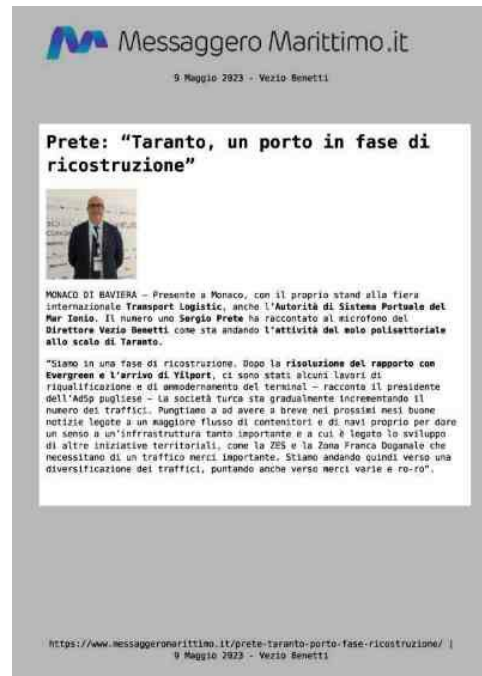 Messaggero Marittimo.it
9 Maggio 2023 - Vezio Benetti
Prete: “Taranto, un porto in fase di
ricostruzione”
MONACO DI BAVIERA – Presente a Monaco, con il proprio stand alla fiera
internazionale Transport Logistic, anche l'Autorità di Sistema Portuale del
Mar Ionio. Il numero uno Sergio Prete ha raccontato al microfono del
Direttore Vezio Benetti come sta andando l'attività del molo polisettoriale
allo scalo di Taranto.
“Siamo in una fase di ricostruzione. Dopo la risoluzione del rapporto con
Evergreen e l'arrivo di Yilport, ci sono stati alcuni lavori di
riqualificazione e di ammodernamento del terminal – racconta il presidente
dell'AdSp pugliese – La società turca sta gradualmente incrementando il
numero dei traffici. Pungtiamo a ad avere a breve nei prossimi mesi buone
notizie legate a un maggiore flusso di contenitori e di navi proprio per dare
un senso a un'infrastruttura tanto importante e a cui è legato lo sviluppo
di altre iniziative territoriali, come la ZES e la Zona Franca Doganale che
necessitano di un traffico merci importante. Stiamo andando quindi verso una
diversificazione dei traffici, puntando anche verso merci varie e ro-ro”.
https://www.messaggeromarittimo.it/prete-taranto-porto-fase-ricostruzione/ |
9 Maggio 2023 - Vezio Benetti